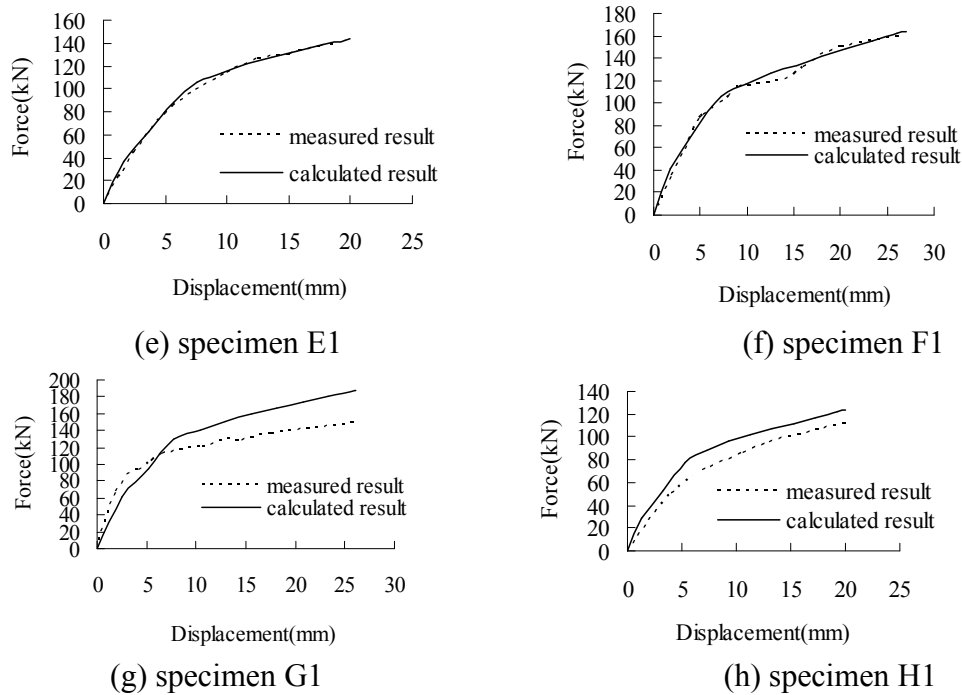 160
140
120
100
80
60
40
20
0
Force(kN)
measured result
calculated result
0 5 10 15 20 25
Displacement(mm)
(e) specimen E1
180
160
140
120
100
80
60
40
20
0
Force(kN)
measured result
calculated result
0 5 10 15 20 25 30
Displacement(mm)
(f) specimen F1
200
180
160
140
120
100
80
60
40
20
0
Force(kN)
measured result
calculated result
0 5 10 15 20 25 30
Displacement(mm)
(g) specimen G1
140
120
100
80
60
40
20
0
Force(kN)
measured result
calculated result
0 5 10 15 20 25
Displacement(mm)
(h) specimen H1